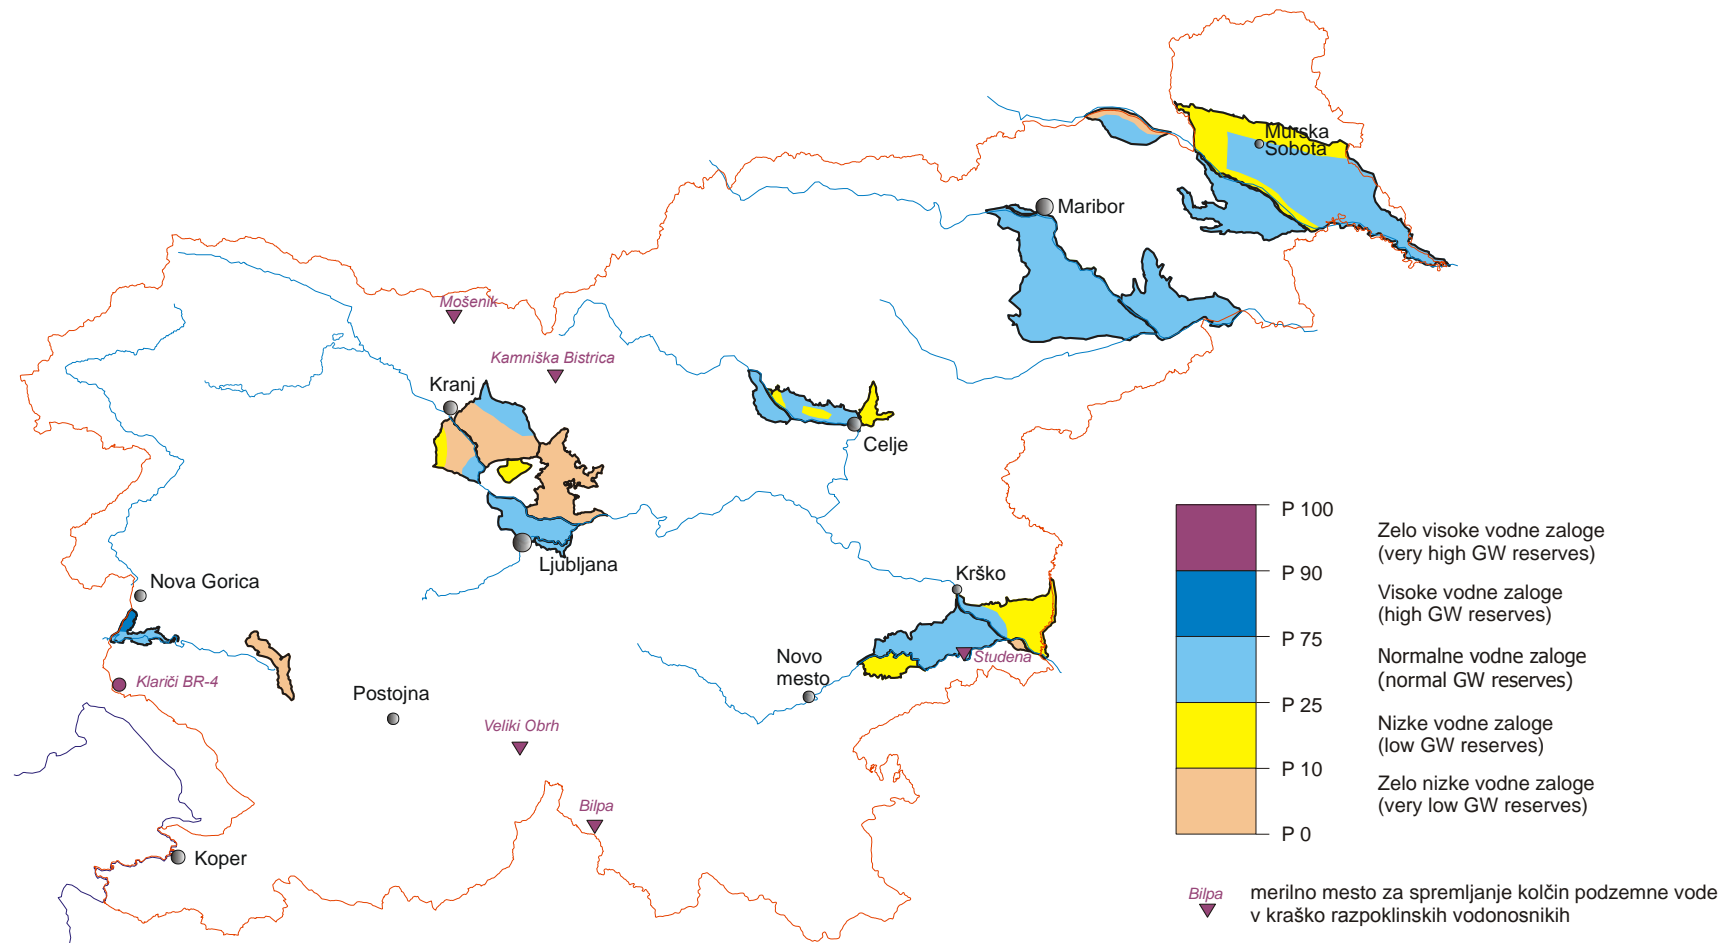 Murska
Sobota
Maribor
Mošenik
Kamniška Bistrica
Kranj
Celje
Ljubljana
Nova Gorica
Krško
Studena
Novo
mesto
Klariči BR-4
Postojna
Veliki Obrh
Bilpa
Koper
P 100
Zelo visoke vodne zaloge
(very high GW reserves)
P 90
Visoke vodne zaloge
(high GW reserves)
P 75
Normalne vodne zaloge
(normal GW reserves)
P 25
Nizke vodne zaloge
(low GW reserves)
P 10
Zelo nizke vodne zaloge
(very low GW reserves)
P 0
Bilpa
merilno mesto za spremljanje kolčin podzemne vode
v kraško razpoklinskih vodonosnikih